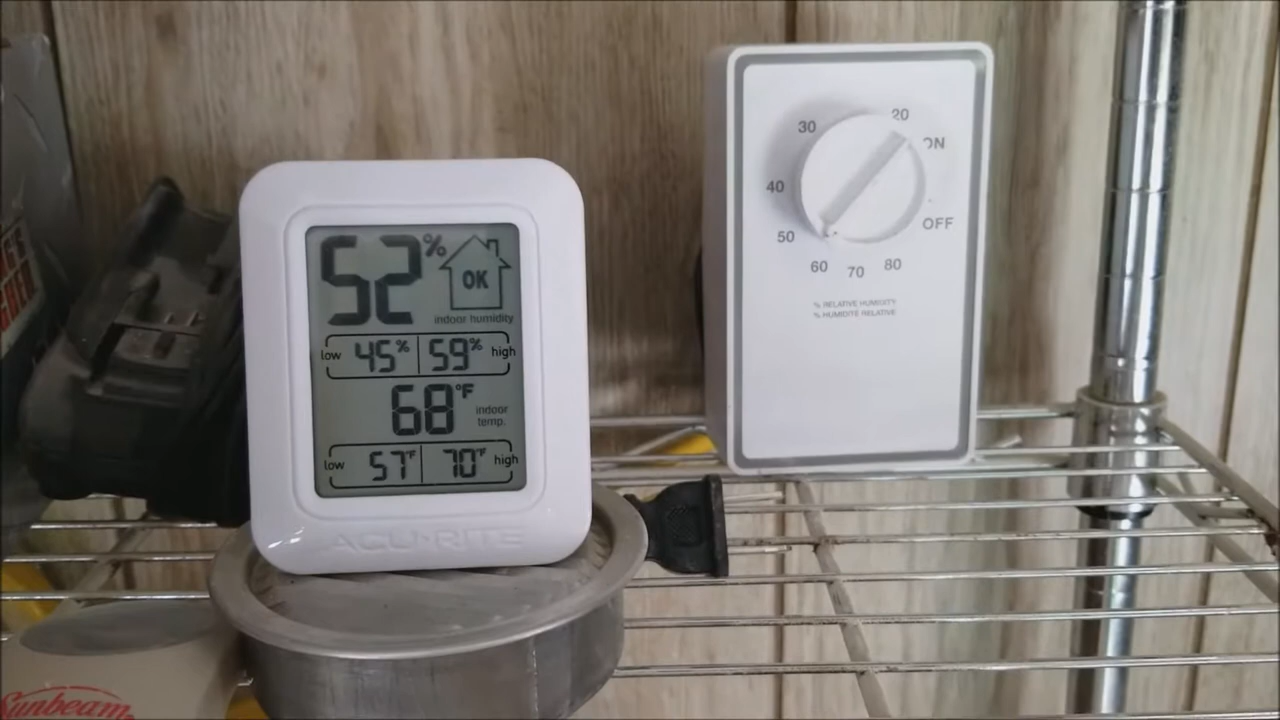 52%
OK
indoor humidity
low 45% 59% high
68°F
indoor
temp.
low 57°F 70°F high
ACU·RITE
20
30
ON
40
OFF
50
60
70
80
% RELATIVE HUMIDITY
% HUMIDITÉ RELATIVE
Sunbeam